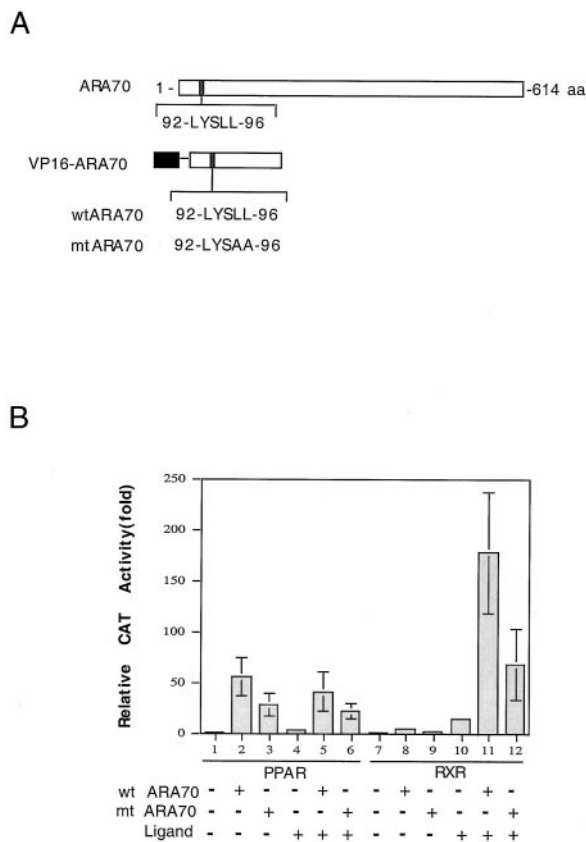 A
ARA70 1 - -614 aa
92-LYSLL-96
VP16-ARA70
wtARA70 92-LYSLL-96
mtARA70 92-LYSAA-96
B
Relative CAT Activity(fold)
250
200
150
100
50
0
1 2 3 4 5 6 7 8 9 10 11 12
PPAR RXR
wt ARA70 - + - - + - - + - - + -
mt ARA70 - - + - - + - - + - - +
Ligand - - - + + + - - - + + +